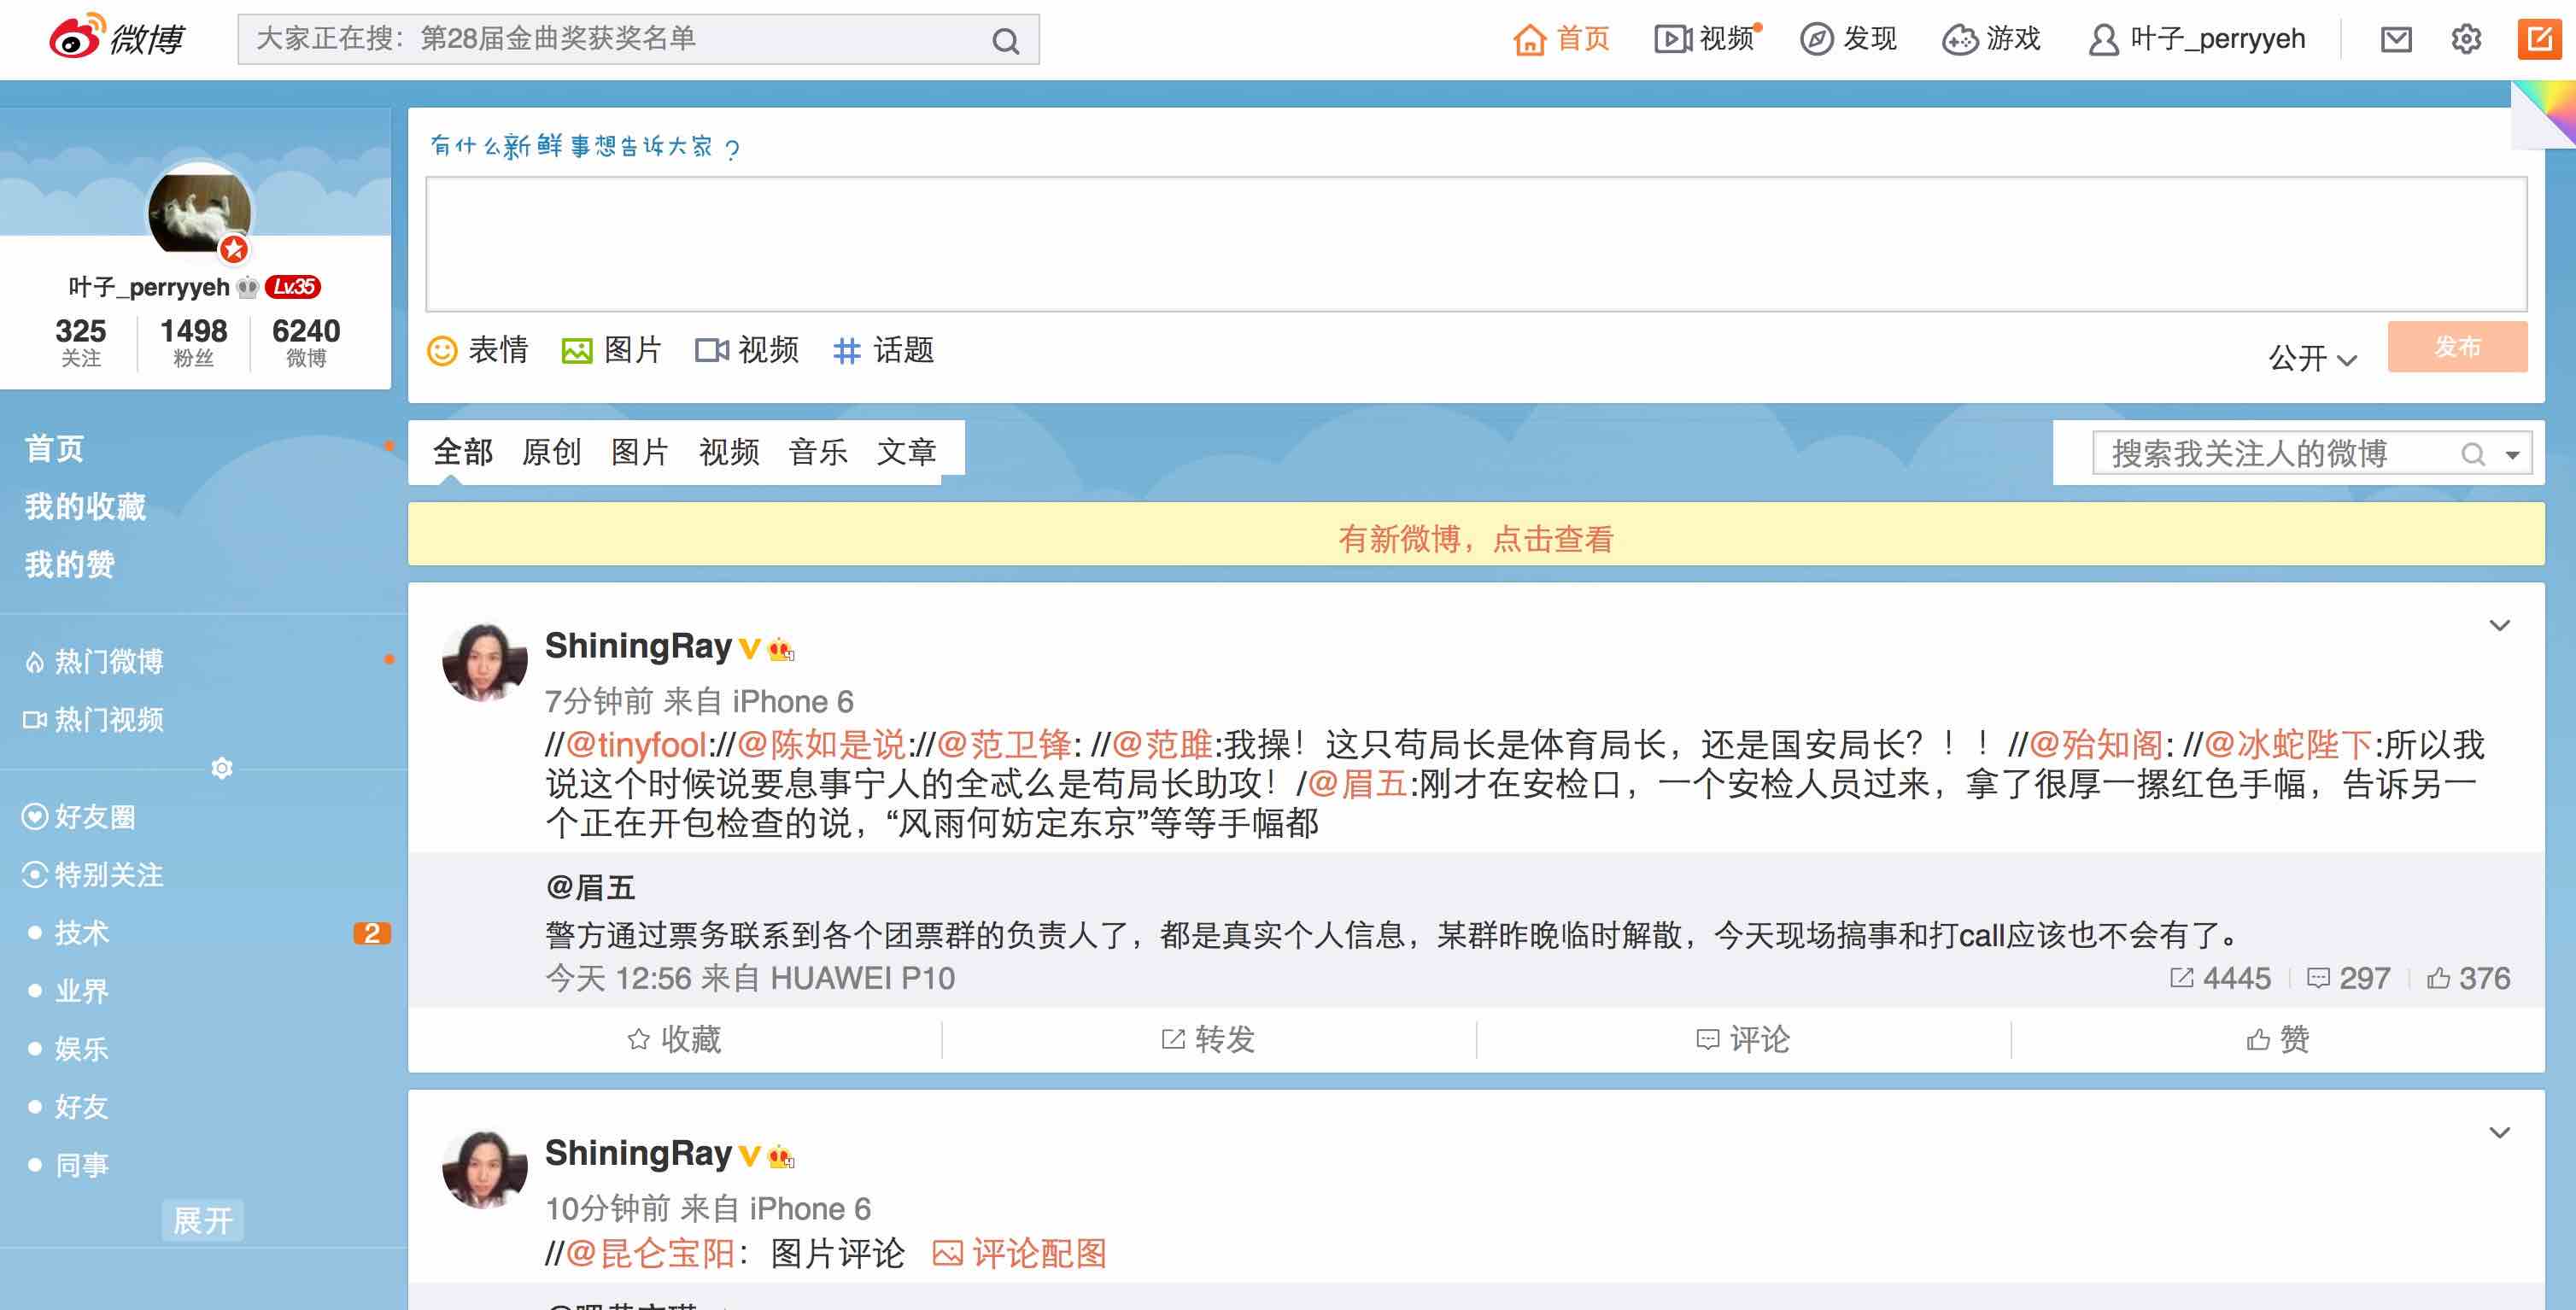 微博
大家正在搜：第28届金曲奖获奖名单
首页
视频
发现
游戏
叶子_perryyeh
有什么新鲜事想告诉大家？
叶子_perryyeh Lv.35
325 1498 6240
关注 粉丝 微博
表情 图片 视频 # 话题
公开
发布
首页
我的收藏
我的赞
热门微博
热门视频
好友圈
特别关注
技术 2
业界
娱乐
好友
同事
展开
全部 原创 图片 视频 音乐 文章
搜索我关注人的微博
有新微博，点击查看
ShiningRay V 4
7分钟前 来自 iPhone 6
//@tinyfool://@陈如是说://@范卫锋: //@范雎:我操！这只苟局长是体育局长，还是国安局长？！！//@殆知阁: //@冰蛇陛下:所以我
说这个时候说要息事宁人的全忒么是苟局长助攻！/@眉五:刚才在安检口，一个安检人员过来，拿了很厚一摞红色手幅，告诉另一
个正在开包检查的说，“风雨何妨定东京”等等手幅都
@眉五
警方通过票务联系到各个团票群的负责人了，都是真实个人信息，某群昨晚临时解散，今天现场搞事和打call应该也不会有了。
今天 12:56 来自 HUAWEI P10
4445 297 376
收藏 转发 评论 赞
ShiningRay V 4
10分钟前 来自 iPhone 6
//@昆仑宝阳：图片评论 评论配图